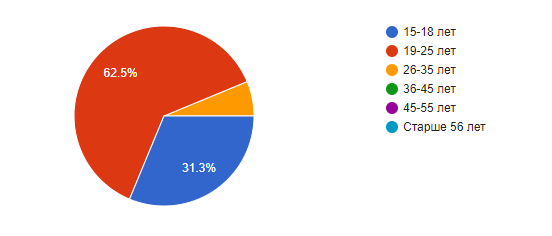 62.5%
31.3%
15-18 лет
19-25 лет
26-35 лет
36-45 лет
45-55 лет
Старше 56 лет